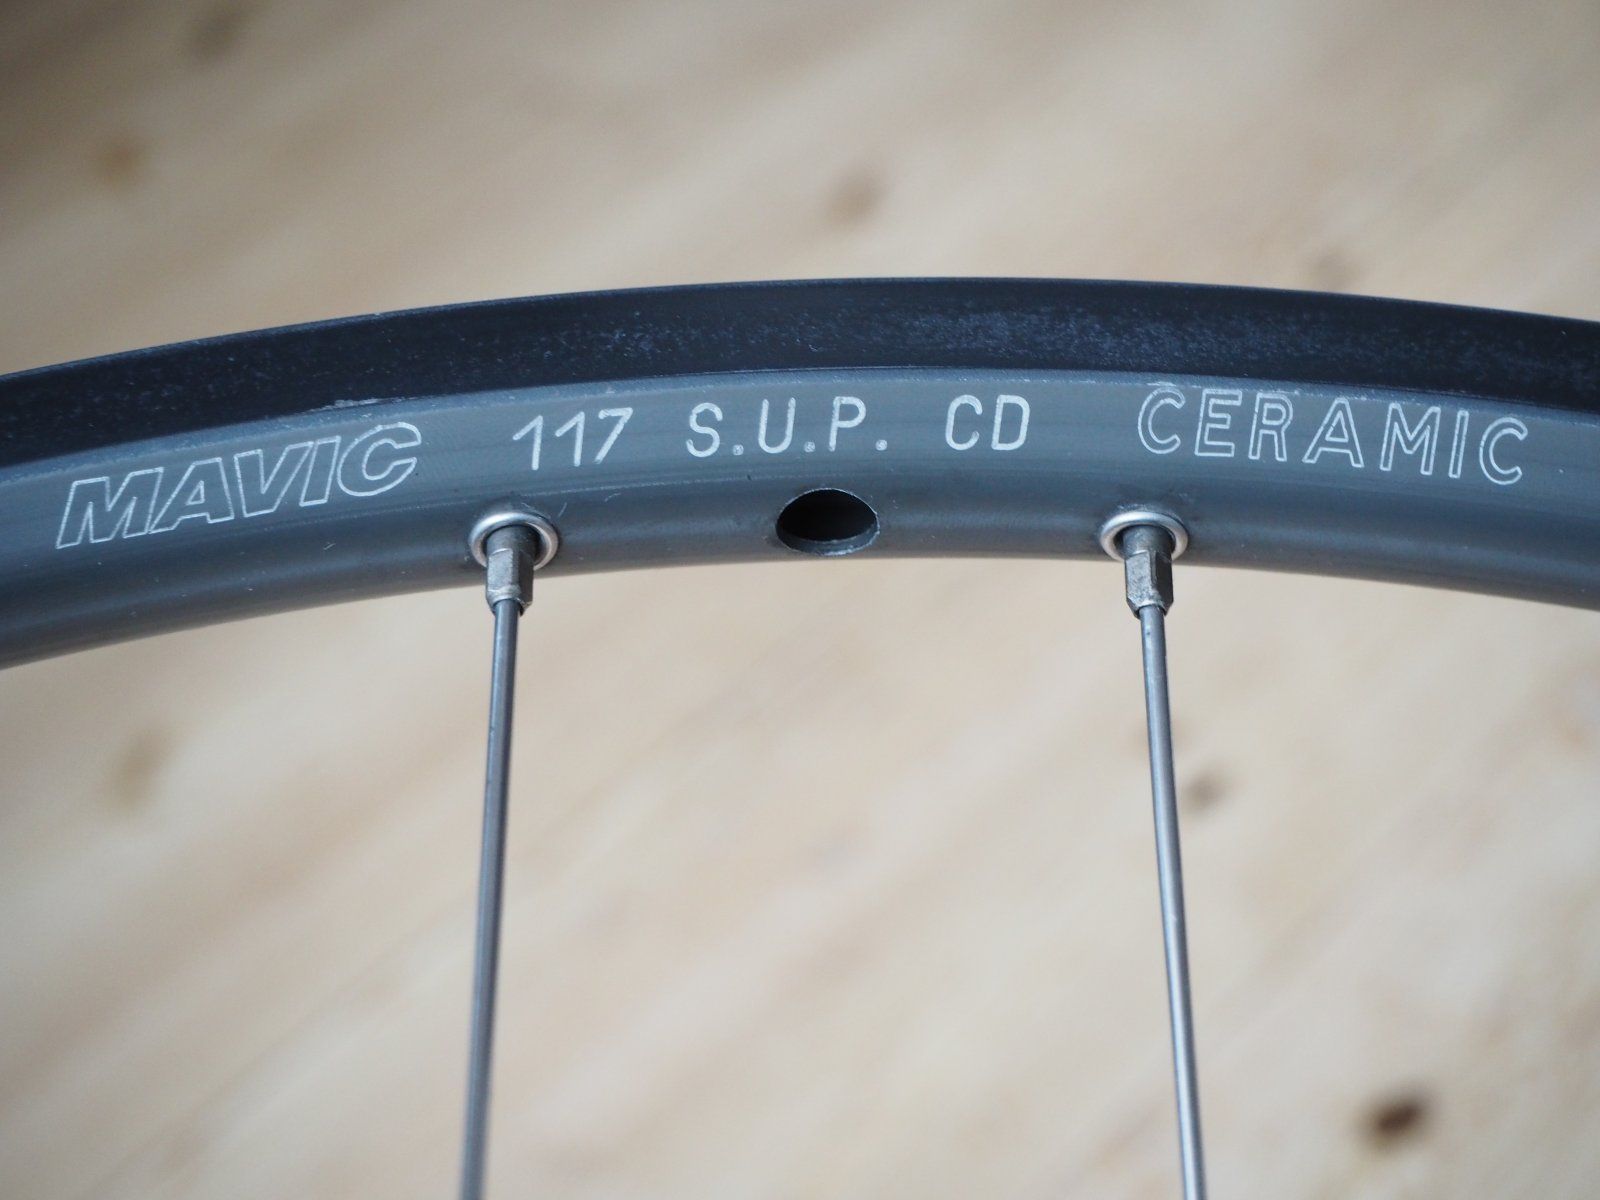 MAVIC 117 S.U.P. CD CERAMIC